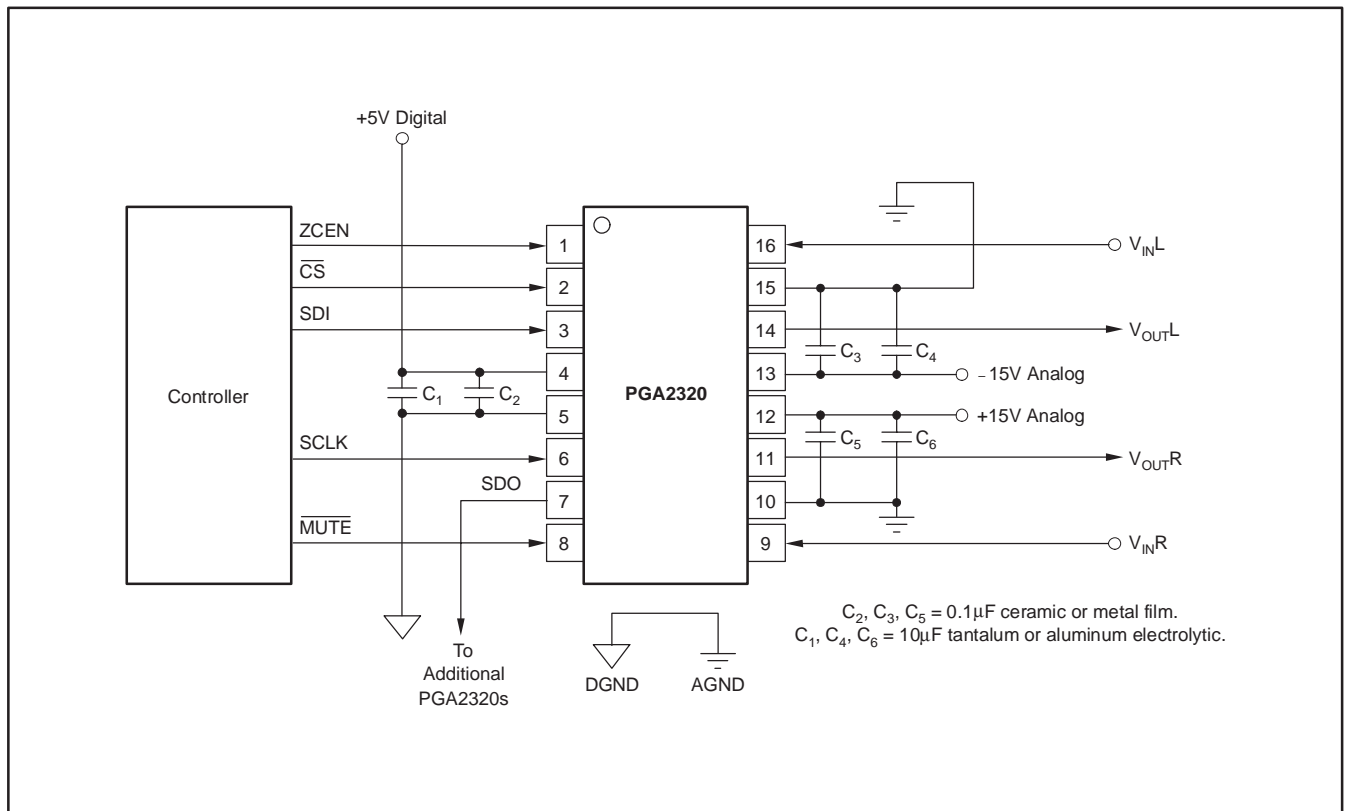 +5V Digital
ZCEN
CS
SDI
SCLK
SDO
MUTE
Controller
C1
C2
1
2
3
4
5
6
7
8
PGA2320
16
15
14
13
12
11
10
9
C3
C4
C5
C6
VINL
VOUTL
–15V Analog
+15V Analog
VOUTR
VINR
To
Additional
PGA2320s
DGND
AGND
C2, C3, C5 = 0.1μF ceramic or metal film.
C1, C4, C6 = 10μF tantalum or aluminum electrolytic.